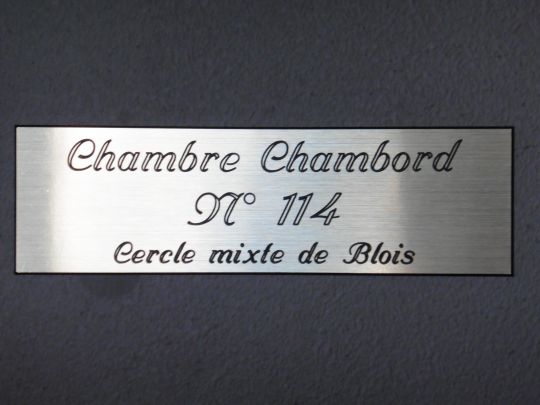 Chambre Chambord
N° 114
Cercle mixte de Blois